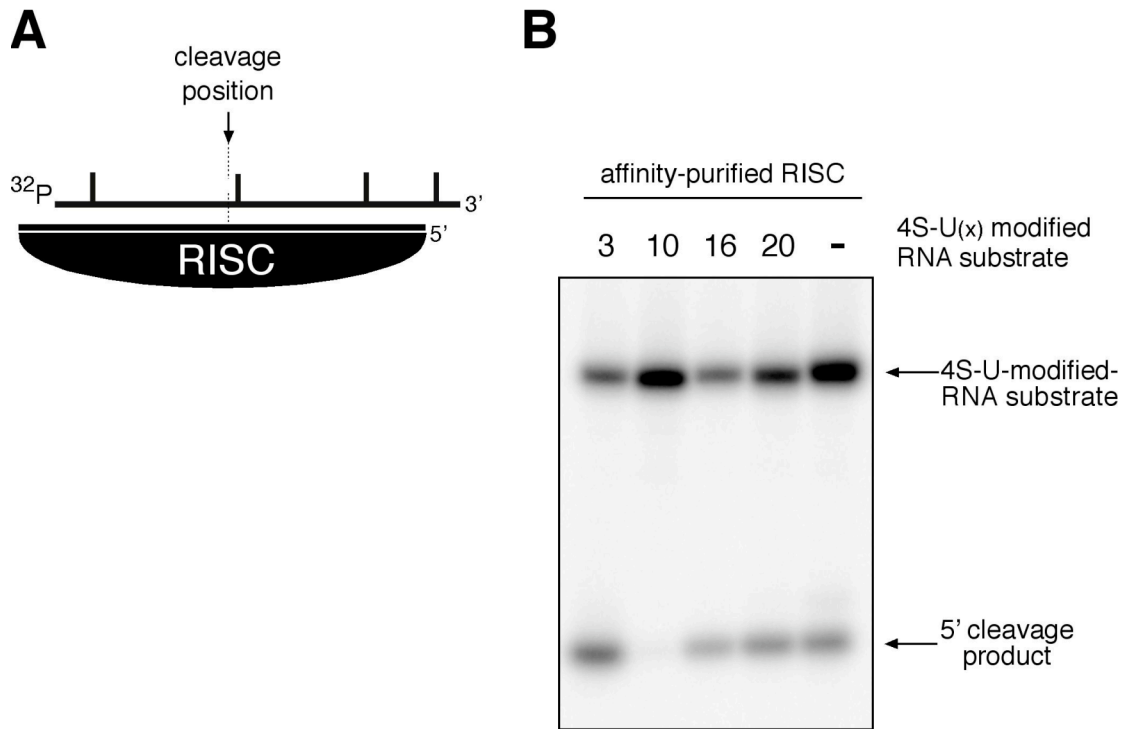 A
cleavage
position
32P
3’
5’
RISC
B
affinity-purified RISC
3 10 16 20 -
4S-U(x) modified
RNA substrate
4S-U-modified-
RNA substrate
5’ cleavage
product